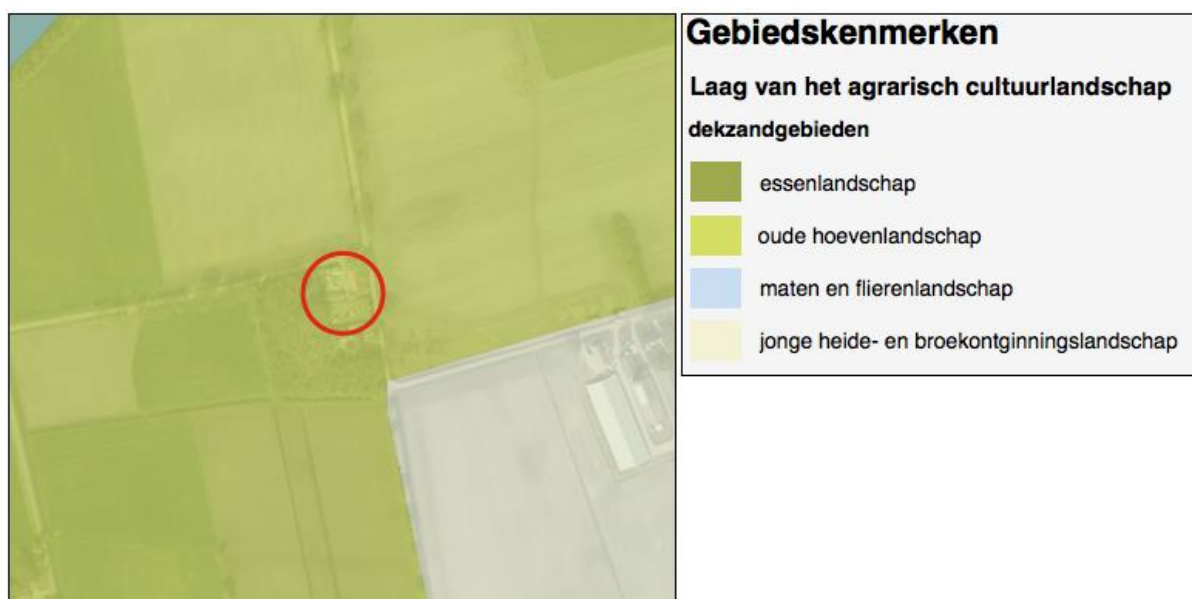 Gebiedskenmerken
Laag van het agrarisch cultuurlandschap
dekzandgebieden
essenlandschap
oude hoevenlandschap
maten en flierenlandschap
jonge heide- en broekontginningslandschap